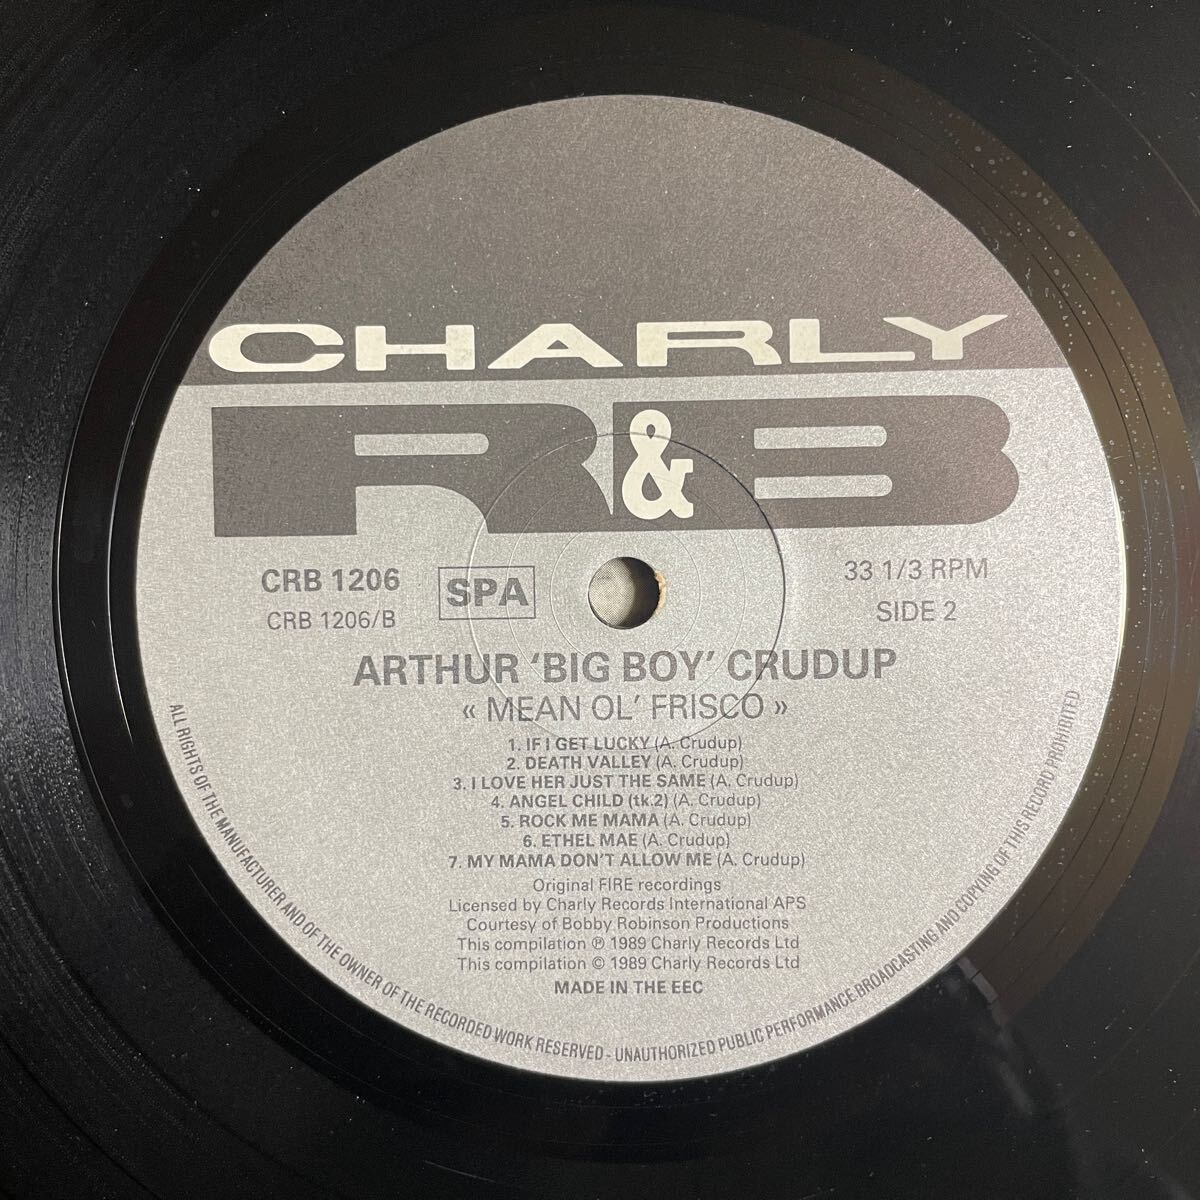 CHARLY
R&B
CRB 1206
CRB 1206/B
SPA
33 1/3 RPM
SIDE 2
ARTHUR 'BIG BOY' CRUDUP
« MEAN OL' FRISCO »
1. IF I GET LUCKY (A. Crudup)
2. DEATH VALLEY (A. Crudup)
3. I LOVE HER JUST THE SAME (A. Crudup)
4. ANGEL CHILD (tk.2) (A. Crudup)
5. ROCK ME MAMA (A. Crudup)
6. ETHEL MAE (A. Crudup)
7. MY MAMA DON'T ALLOW ME (A. Crudup)
Original FIRE recordings
Licensed by Charly Records International APS
Courtesy of Bobby Robinson Productions
This compilation ℗ 1989 Charly Records Ltd
This compilation © 1989 Charly Records Ltd
MADE IN THE EEC
ALL RIGHTS OF THE MANUFACTURER AND OF THE OWNER OF THE RECORDED WORK RESERVED - UNAUTHORIZED PUBLIC PERFORMANCE BROADCASTING AND COPYING OF THIS RECORD PROHIBITED